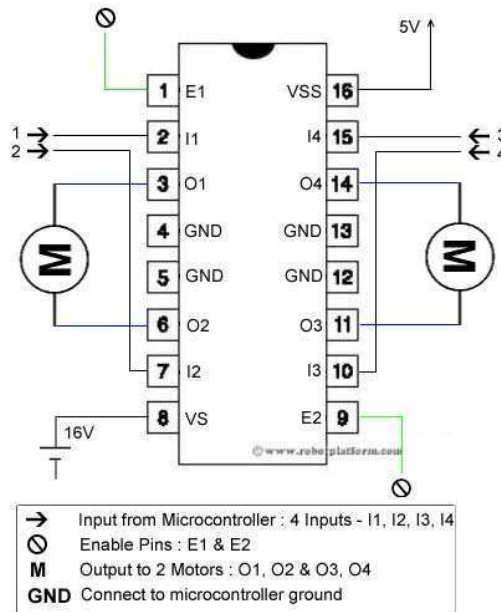 5V
1 E1 VSS 16
1 2 I1 I4 15 3
2 4
3 O1 O4 14
4 GND GND 13
M M
5 GND GND 12
6 O2 O3 11
7 I2 I3 10
8 VS E2 9
16V
© www.robotplatform.com
Input from Microcontroller : 4 Inputs - I1, I2, I3, I4
Enable Pins : E1 & E2
M Output to 2 Motors : O1, O2 & O3, O4
GND Connect to microcontroller ground